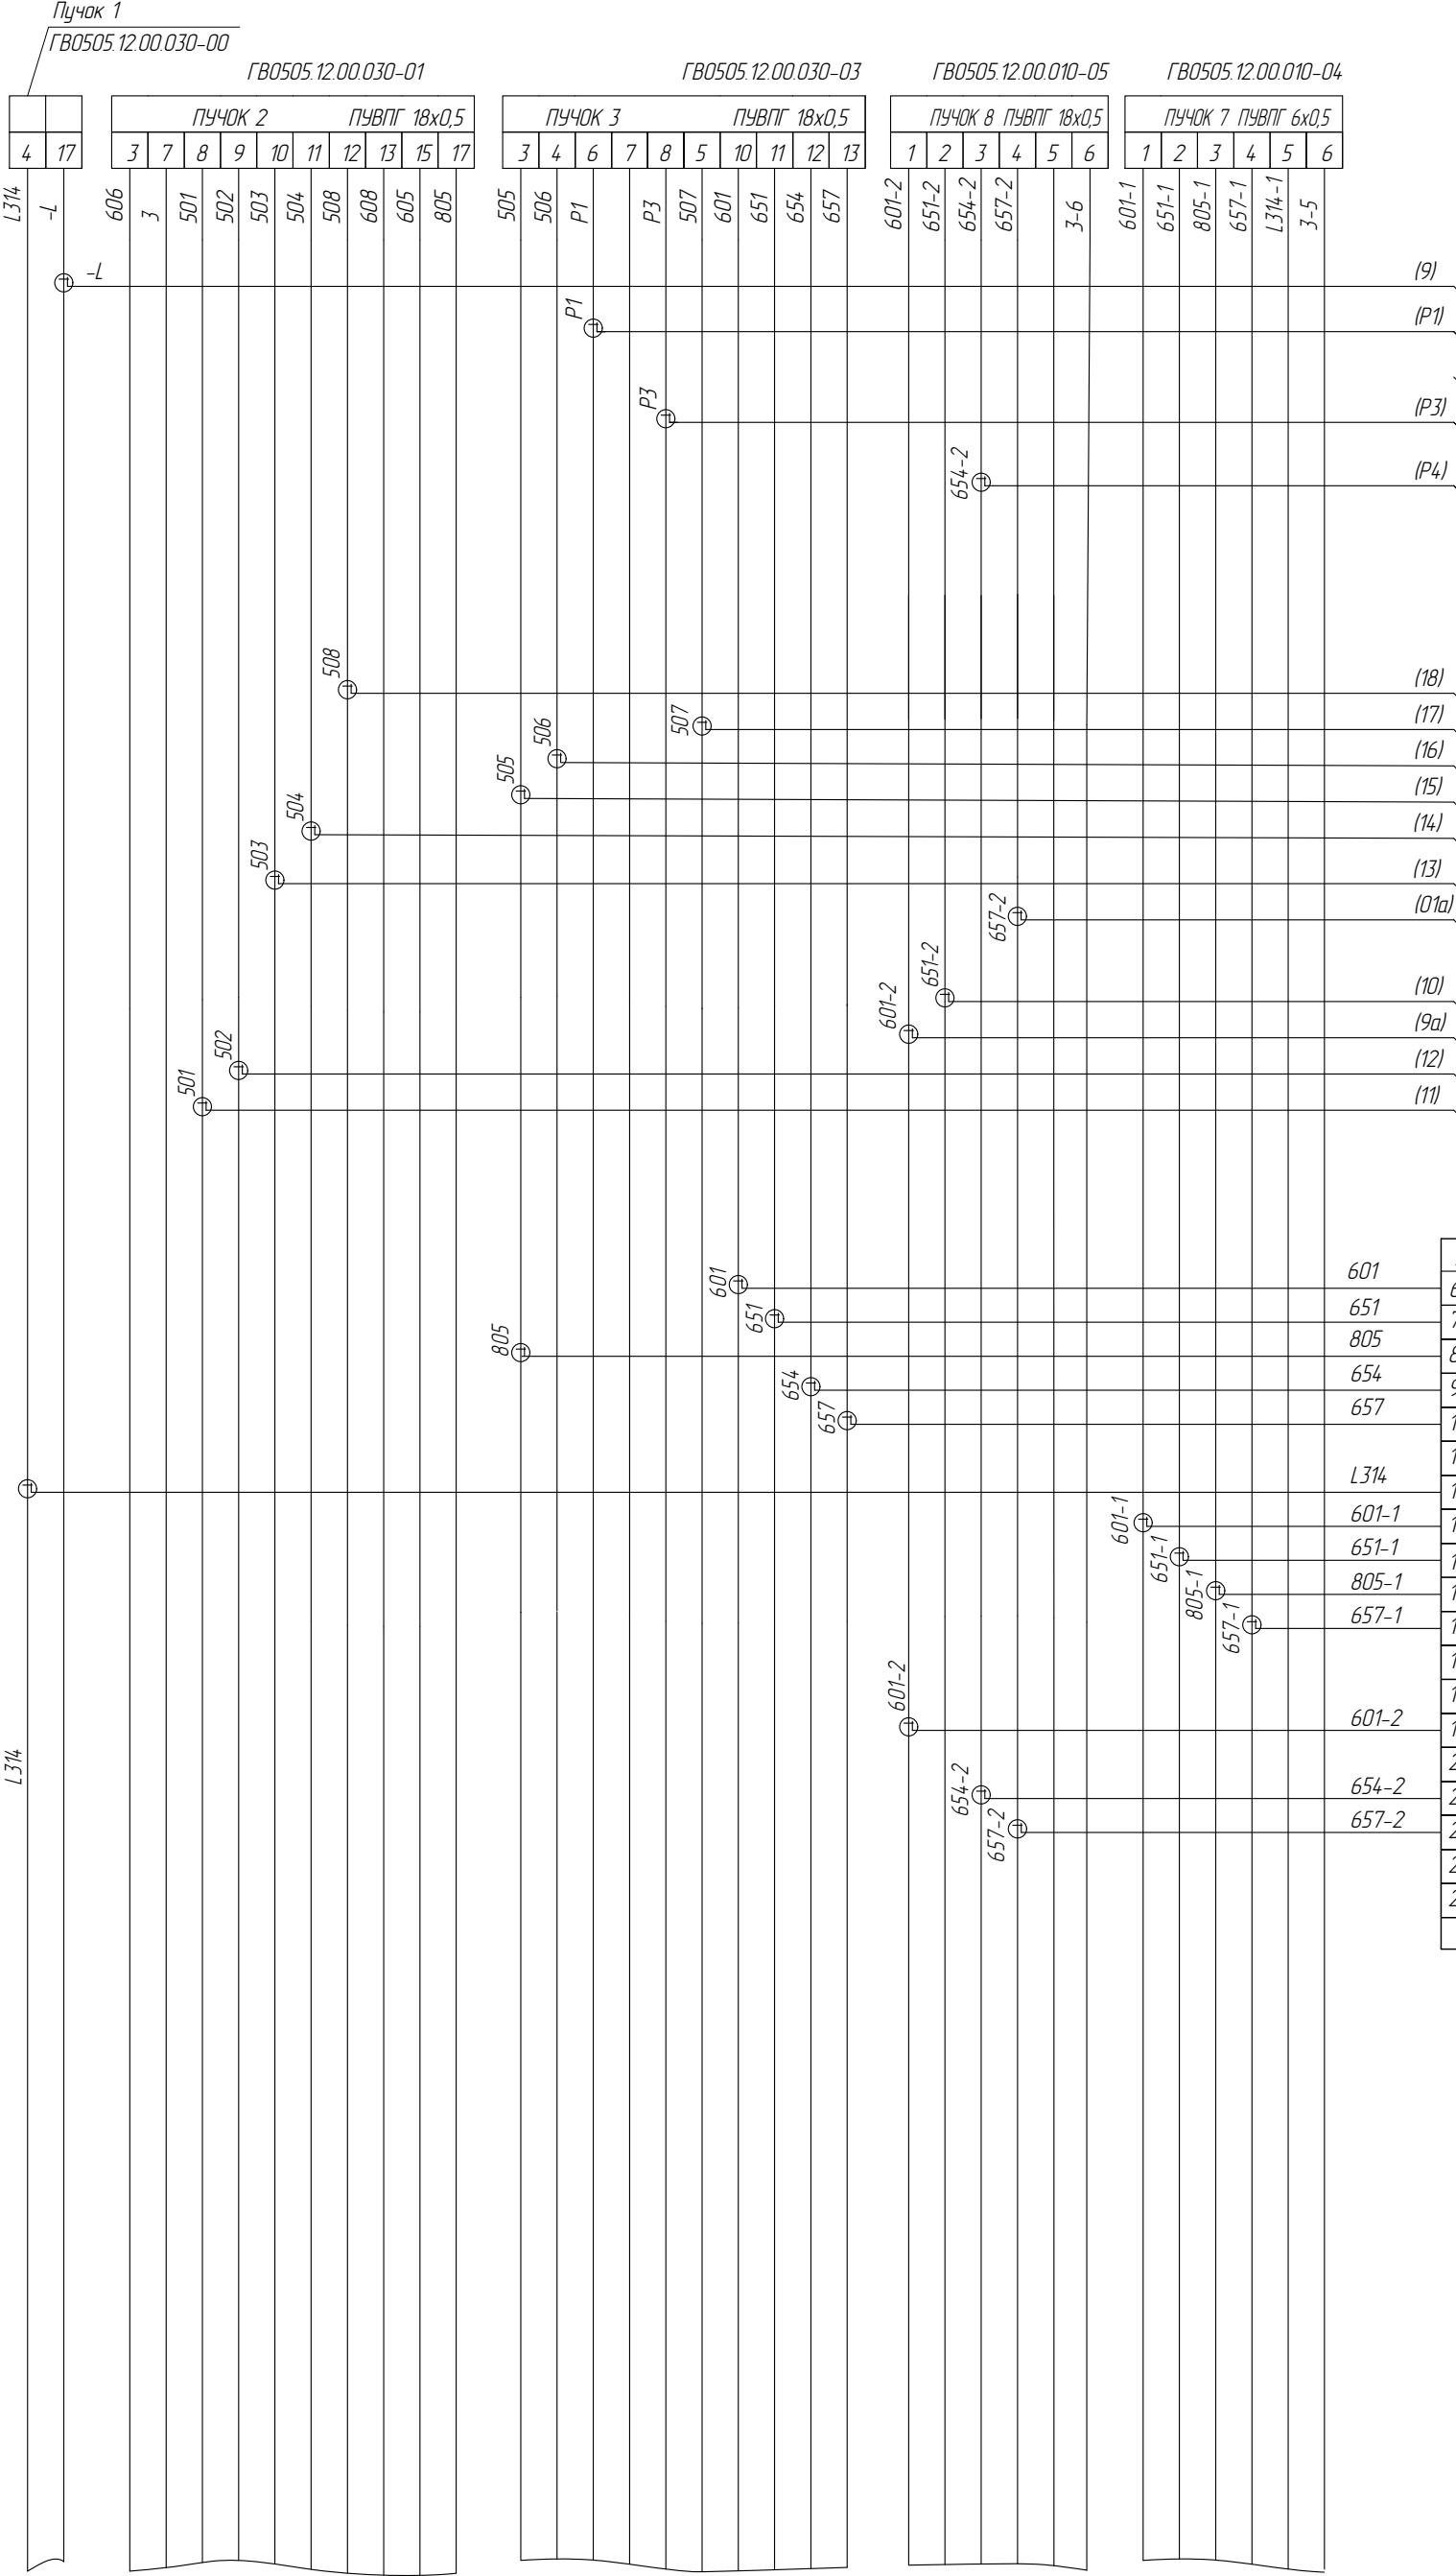 Пучок 1
ГВ0505.12.00.030-00
ГВ0505.12.00.030-01
ГВ0505.12.00.030-03
ГВ0505.12.00.010-05
ГВ0505.12.00.010-04
ПУЧОК 2 ПУВПГ 18х0,5
ПУЧОК 3 ПУВПГ 18х0,5
ПУЧОК 8 ПУВПГ 18х0,5
ПУЧОК 7 ПУВПГ 6х0,5
4 17
3 7 8 9 10 11 12 13 15 17
3 4 6 7 8 5 10 11 12 13
1 2 3 4 5 6
1 2 3 4 5 6
L314 -L
606 3 501 502 503 504 508 608 605 805
505 506 P1 P3 507 601 651 654 657
601-2 651-2 654-2 657-2 3-6
601-1 651-1 805-1 657-1 L314-1 3-5
-L (9)
P1 (P1)
P3 (P3)
654-2 (P4)
508 (18)
507 (17)
506 (16)
505 (15)
504 (14)
503 (13)
657-2 (01а)
651-2 (10)
601-2 (9а)
502 (12)
501 (11)
601 601
651 651
805 805
654 654
657 657
L314
601-1 601-1
651-1 651-1
805-1 805-1
657-1 657-1
601-2 601-2
L314
654-2 654-2
657-2 657-2